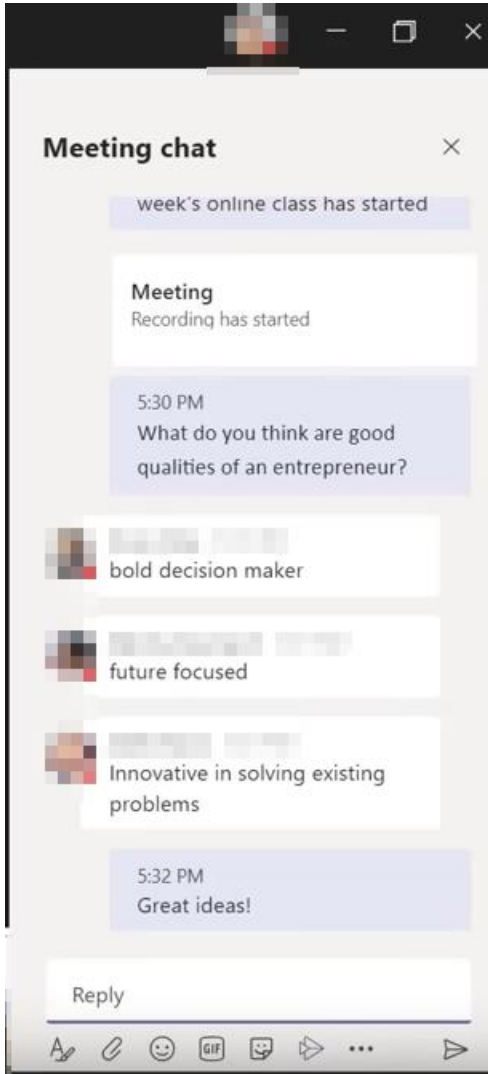 Meeting chat
week's online class has started
Meeting
Recording has started
5:30 PM
What do you think are good
qualities of an entrepreneur?
bold decision maker
future focused
Innovative in solving existing
problems
5:32 PM
Great ideas!
Reply
GIF